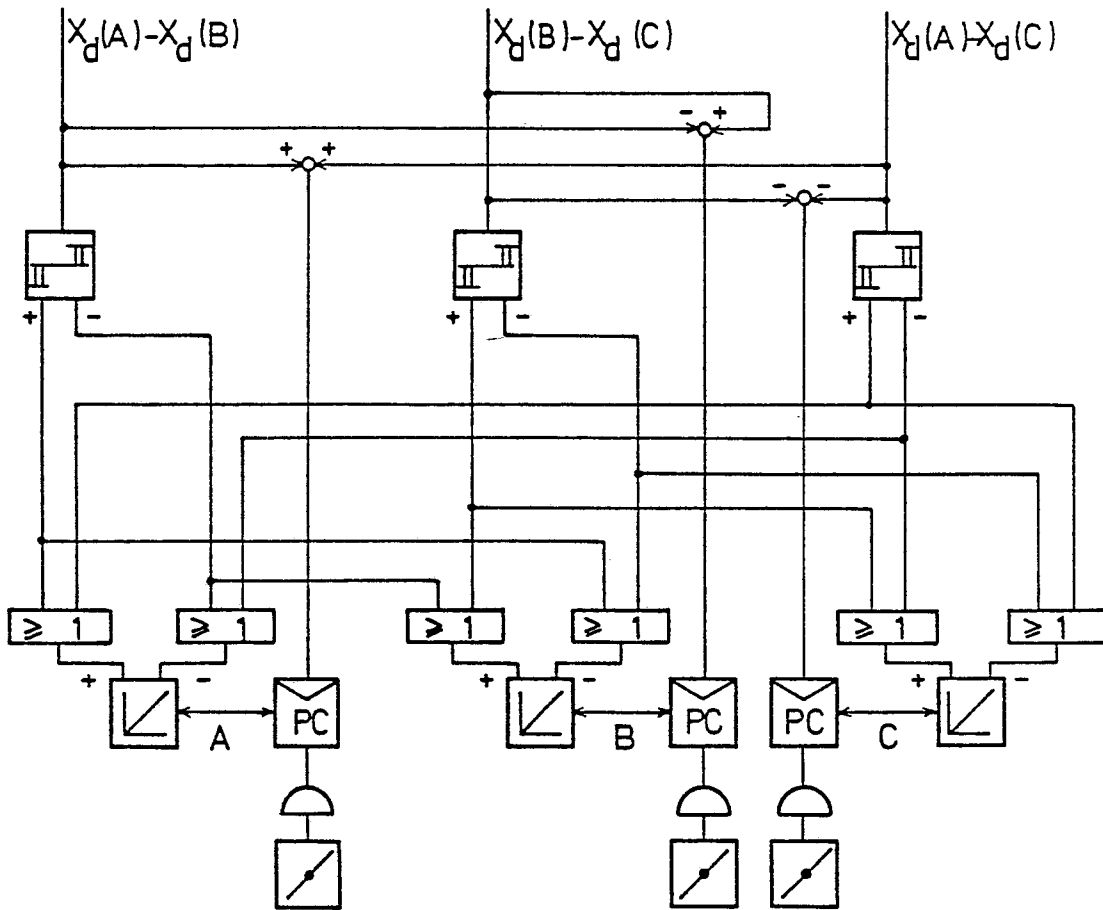 Xd(A)-Xd(B)
Xd(B)-Xd(C)
Xd(A)-Xd(C)
- +
+ +
- -
+ -
+ -
+ -
≥ 1
≥ 1
≥ 1
≥ 1
≥ 1
≥ 1
+ -
+ -
+ -
PC
PC
PC
A
B
C